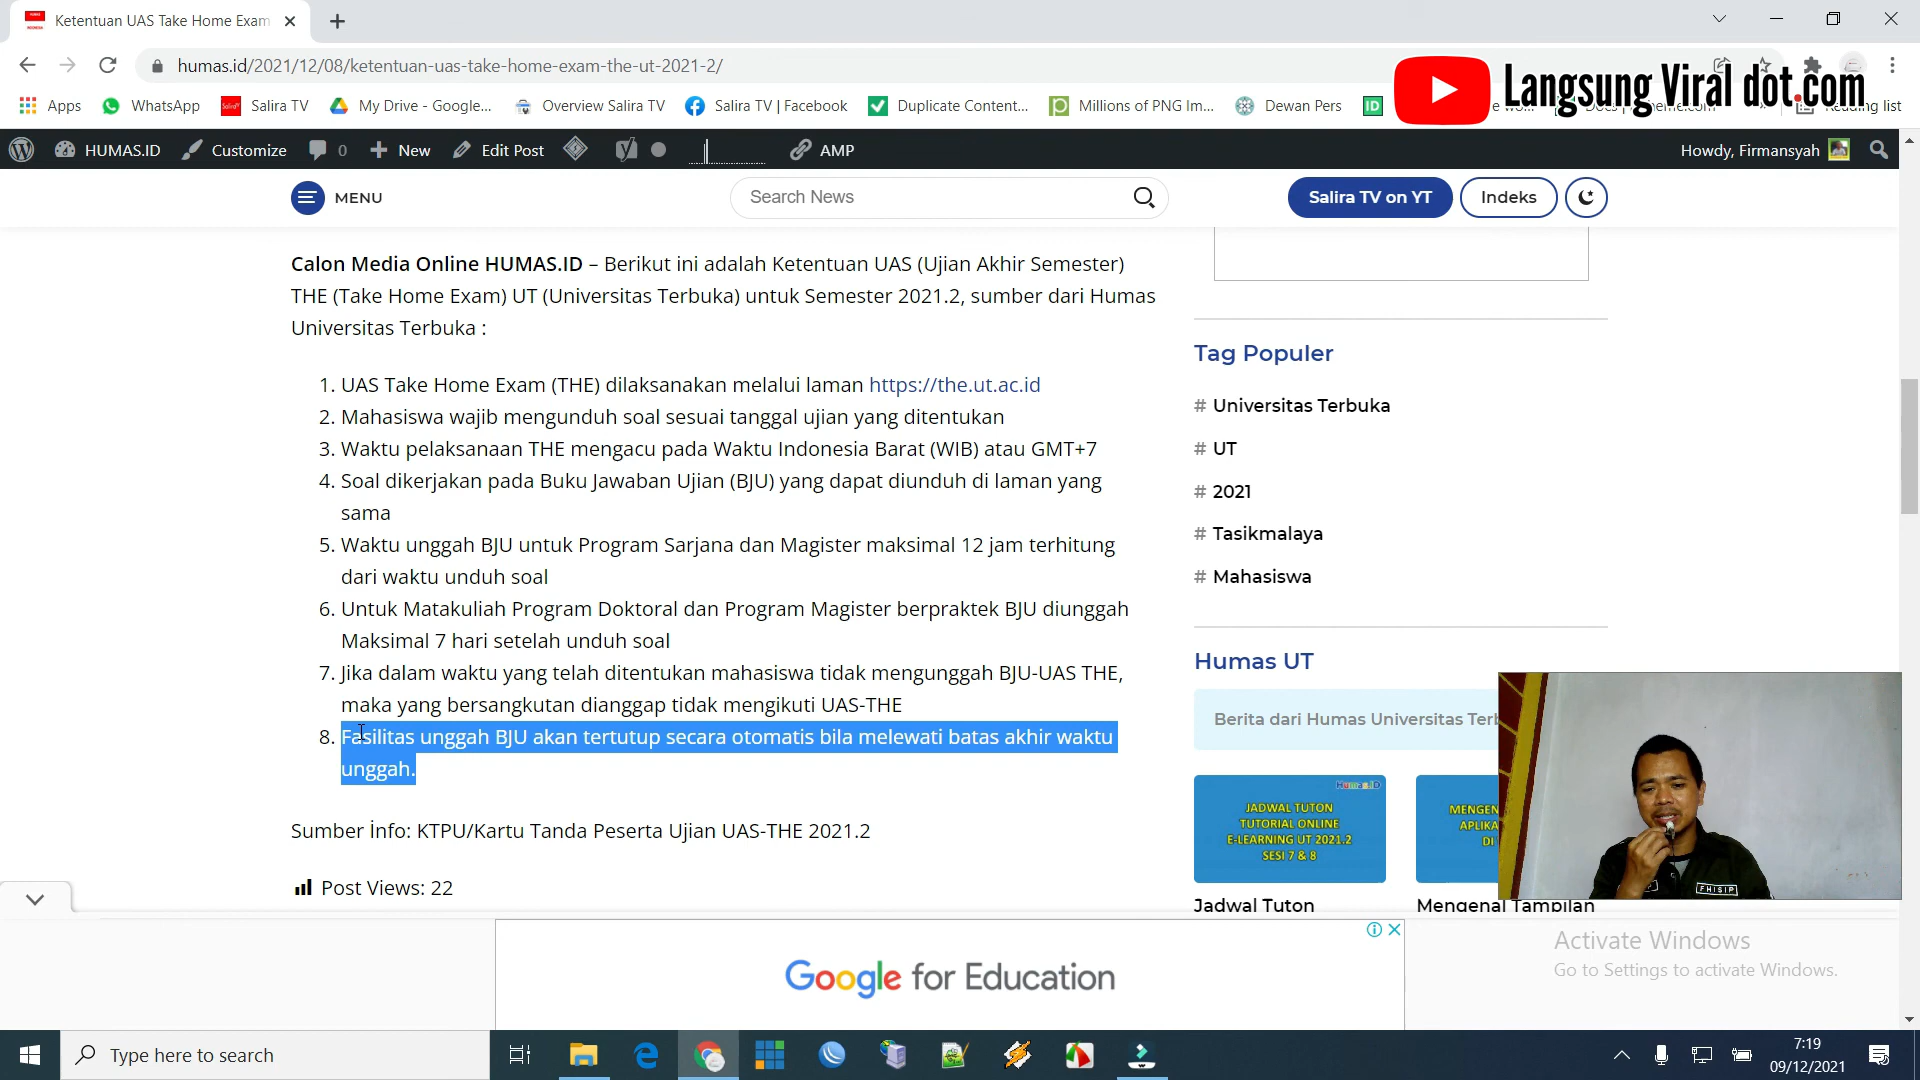 Ketentuan UAS Take Home Exam
humas.id/2021/12/08/ketentuan-uas-take-home-exam-the-ut-2021-2/
Langsung Viral dot.com
Apps WhatsApp Salira TV My Drive - Google... Overview Salira TV Salira TV | Facebook Duplicate Content... Millions of PNG Im... Dewan Pers
HUMAS.ID Customize 0 New Edit Post AMP Howdy, Firmansyah
MENU Search News Salira TV on YT Indeks
Calon Media Online HUMAS.ID – Berikut ini adalah Ketentuan UAS (Ujian Akhir Semester)
THE (Take Home Exam) UT (Universitas Terbuka) untuk Semester 2021.2, sumber dari Humas
Universitas Terbuka :
1. UAS Take Home Exam (THE) dilaksanakan melalui laman https://the.ut.ac.id
2. Mahasiswa wajib mengunduh soal sesuai tanggal ujian yang ditentukan
3. Waktu pelaksanaan THE mengacu pada Waktu Indonesia Barat (WIB) atau GMT+7
4. Soal dikerjakan pada Buku Jawaban Ujian (BJU) yang dapat diunduh di laman yang
sama
5. Waktu unggah BJU untuk Program Sarjana dan Magister maksimal 12 jam terhitung
dari waktu unduh soal
6. Untuk Matakuliah Program Doktoral dan Program Magister berpraktek BJU diunggah
Maksimal 7 hari setelah unduh soal
7. Jika dalam waktu yang telah ditentukan mahasiswa tidak mengunggah BJU-UAS THE,
maka yang bersangkutan dianggap tidak mengikuti UAS-THE
8. Fasilitas unggah BJU akan tertutup secara otomatis bila melewati batas akhir waktu
unggah.
Sumber İnfo: KTPU/Kartu Tanda Peserta Ujian UAS-THE 2021.2
Post Views: 22
Tag Populer
# Universitas Terbuka
# UT
# 2021
# Tasikmalaya
# Mahasiswa
Humas UT
Berita dari Humas Universitas
Humas.ID
JADWAL TUTON
TUTORIAL ONLINE
E-LEARNING UT 2021.2
SESI 7 & 8
Jadwal Tuton
Mengenal Tampilan
FHISIP
Google for Education
Activate Windows
Go to Settings to activate Windows.
Type here to search
7:19
09/12/2021